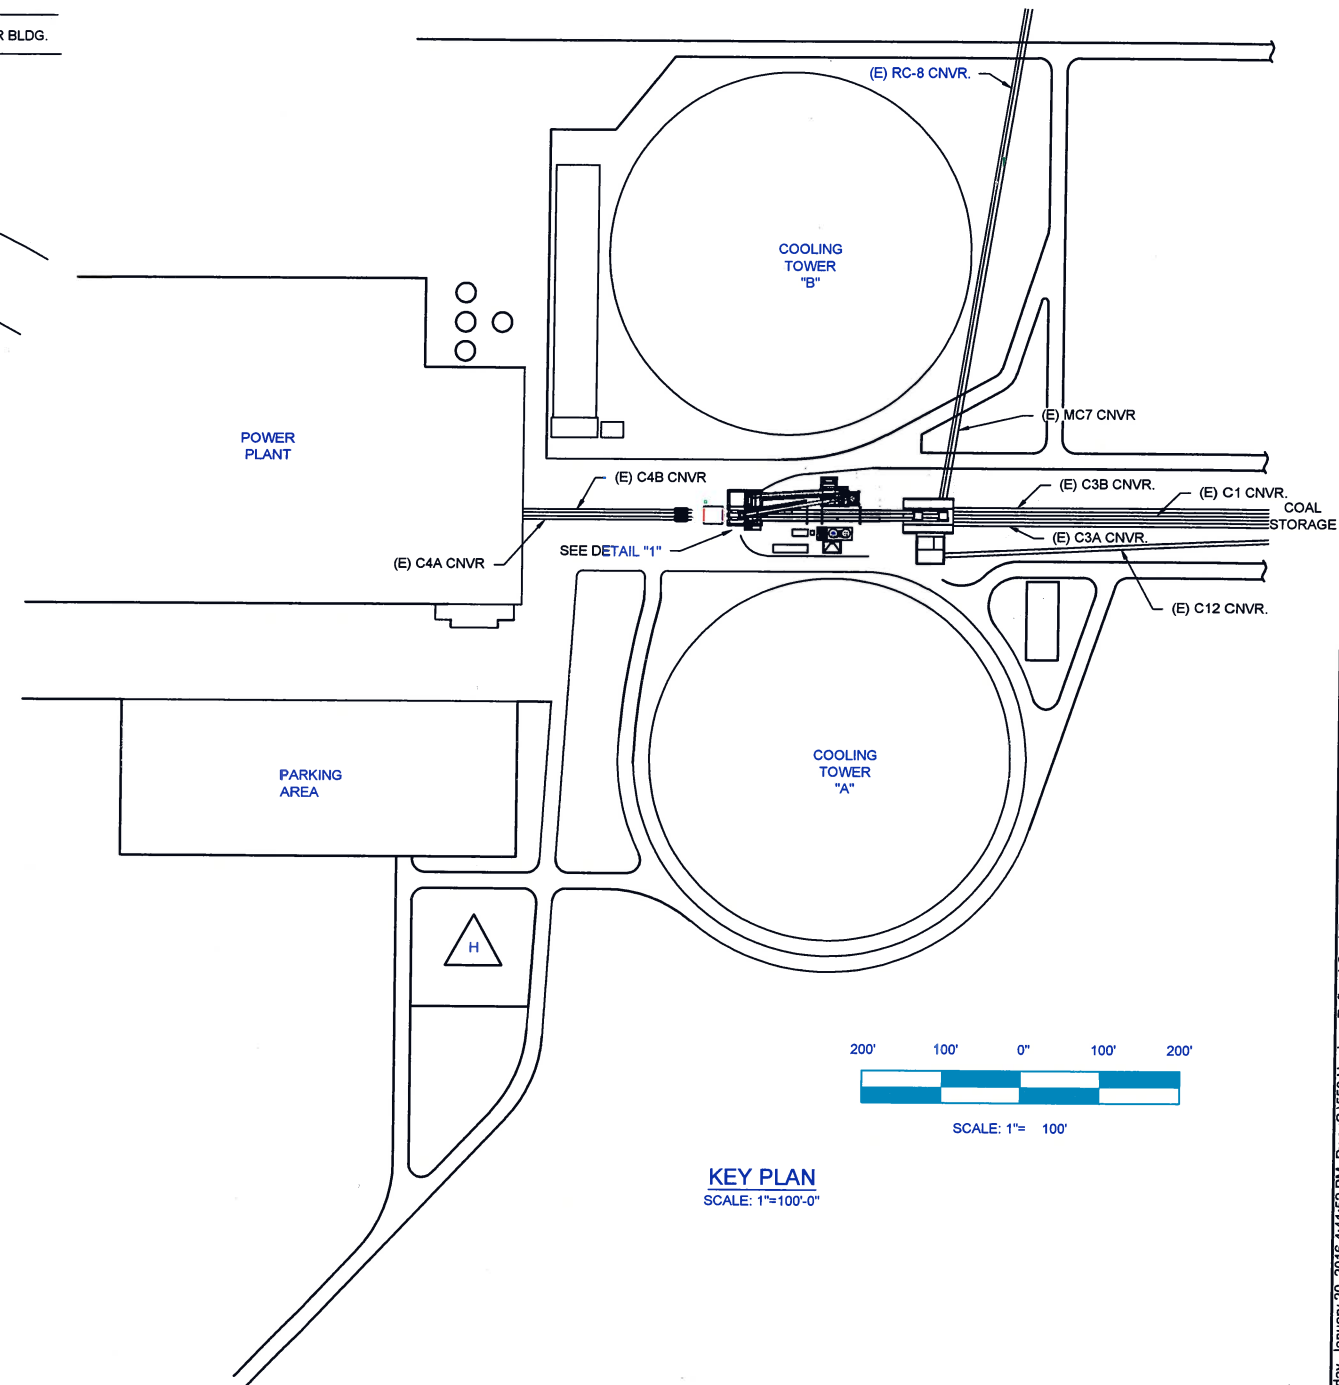 R BLDG.
(E) RC-8 CNVR.
COOLING
TOWER
"B"
(E) MC7 CNVR
POWER
PLANT
(E) C4B CNVR
(E) C3B CNVR.
(E) C1 CNVR.
COAL
STORAGE
(E) C3A CNVR.
SEE DETAIL "1"
(E) C4A CNVR
(E) C12 CNVR.
COOLING
TOWER
"A"
PARKING
AREA
H
200' 100' 0" 100' 200'
SCALE: 1"= 100'
KEY PLAN
SCALE: 1"=100'-0"